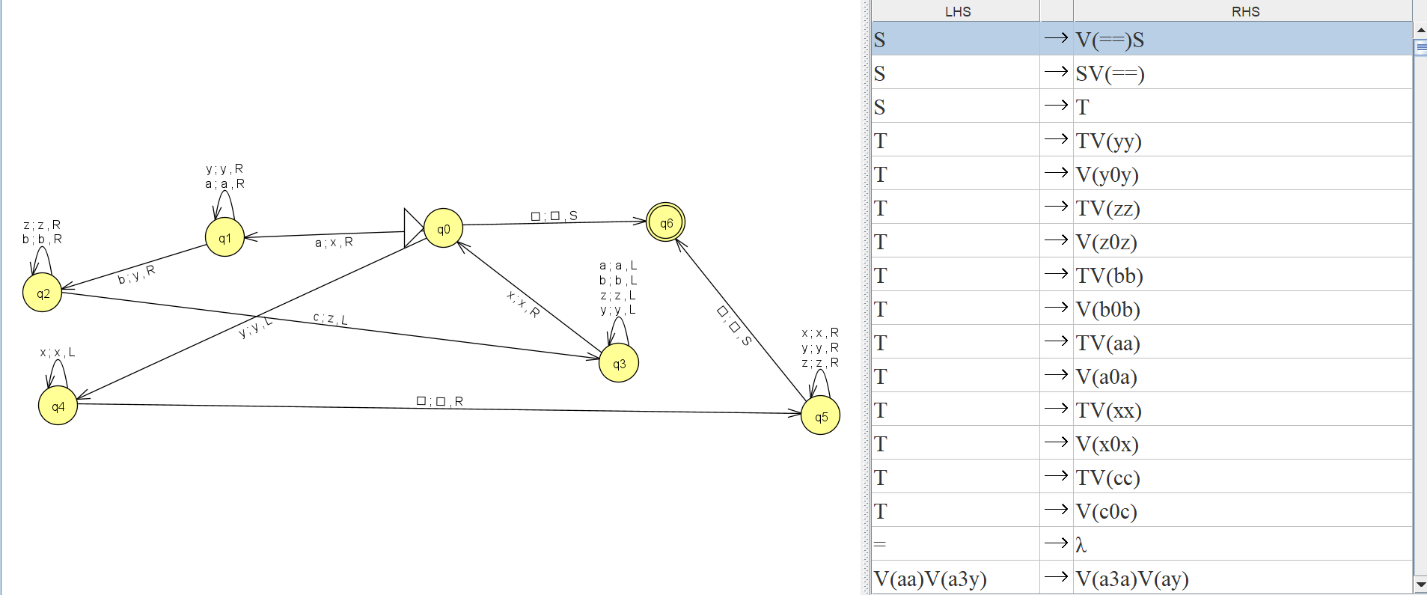 y ; y , R
a ; a , R
z ; z , R
b ; b , R
q1
a ; x , R
q0
□ ; □ , S
q6
b ; y , R
q2
a ; a , L
b ; b , L
z ; z , L
y ; y , L
x ; x , R
□ ; □ , S
y ; y , L
c ; z , L
q3
x ; x , L
x ; x , R
y ; y , R
z ; z , R
q4
□ ; □ , R
q5
LHS RHS
S → V(==)S
S → SV(==)
S → T
T → TV(yy)
T → V(y0y)
T → TV(zz)
T → V(z0z)
T → TV(bb)
T → V(b0b)
T → TV(aa)
T → V(a0a)
T → TV(xx)
T → V(x0x)
T → TV(cc)
T → V(c0c)
= → λ
V(aa)V(a3y) → V(a3a)V(ay)